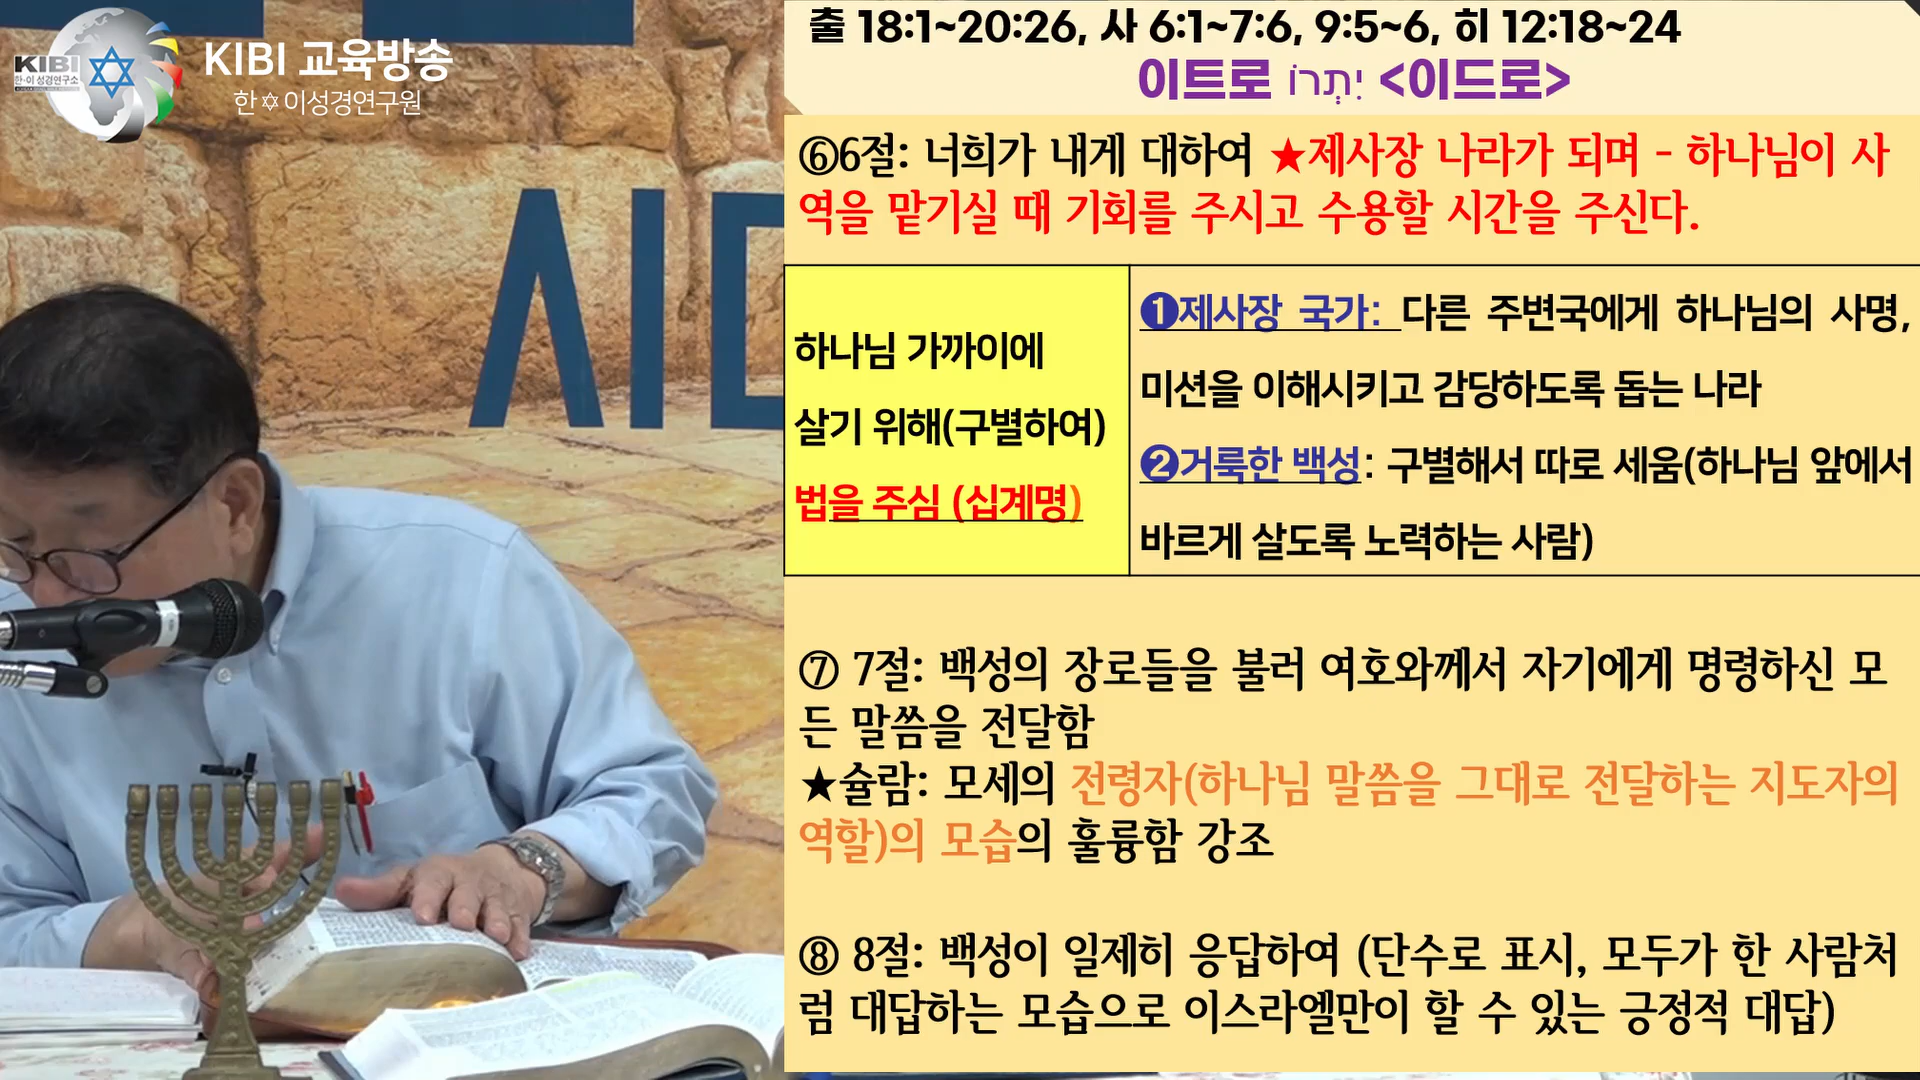 KIBI
한·이 성경연구소
KIBI 교육방송
한✡이성경연구원
출 18:1~20:26, 사 6:1~7:6, 9:5~6, 히 12:18~24
이트로 יִתְרוֹ <이드로>
⑥6절: 너희가 내게 대하여 ★제사장 나라가 되며 - 하나님이 사
역을 맡기실 때 기회를 주시고 수용할 시간을 주신다.
하나님 가까이에
살기 위해(구별하여)
법을 주심 (십계명)
❶제사장 국가: 다른 주변국에게 하나님의 사명,
미션을 이해시키고 감당하도록 돕는 나라
❷거룩한 백성: 구별해서 따로 세움(하나님 앞에서
바르게 살도록 노력하는 사람)
⑦ 7절: 백성의 장로들을 불러 여호와께서 자기에게 명령하신 모
든 말씀을 전달함
★슐람: 모세의 전령자(하나님 말씀을 그대로 전달하는 지도자의
역할)의 모습의 훌륭함 강조
⑧ 8절: 백성이 일제히 응답하여 (단수로 표시, 모두가 한 사람처
럼 대답하는 모습으로 이스라엘만이 할 수 있는 긍정적 대답)